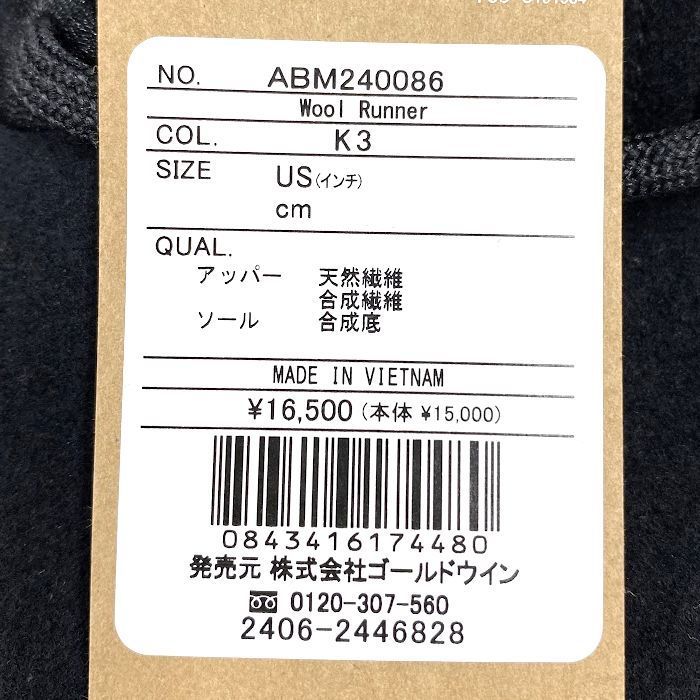 NO. ABM240086
Wool Runner
COL. K3
SIZE US(インチ)
cm
QUAL.
アッパー 天然繊維
合成繊維
ソール 合成底
MADE IN VIETNAM
¥16,500 (本体 ¥15,000)
0843416174480
発売元 株式会社ゴールドウイン
0120-307-560
2406-2446828